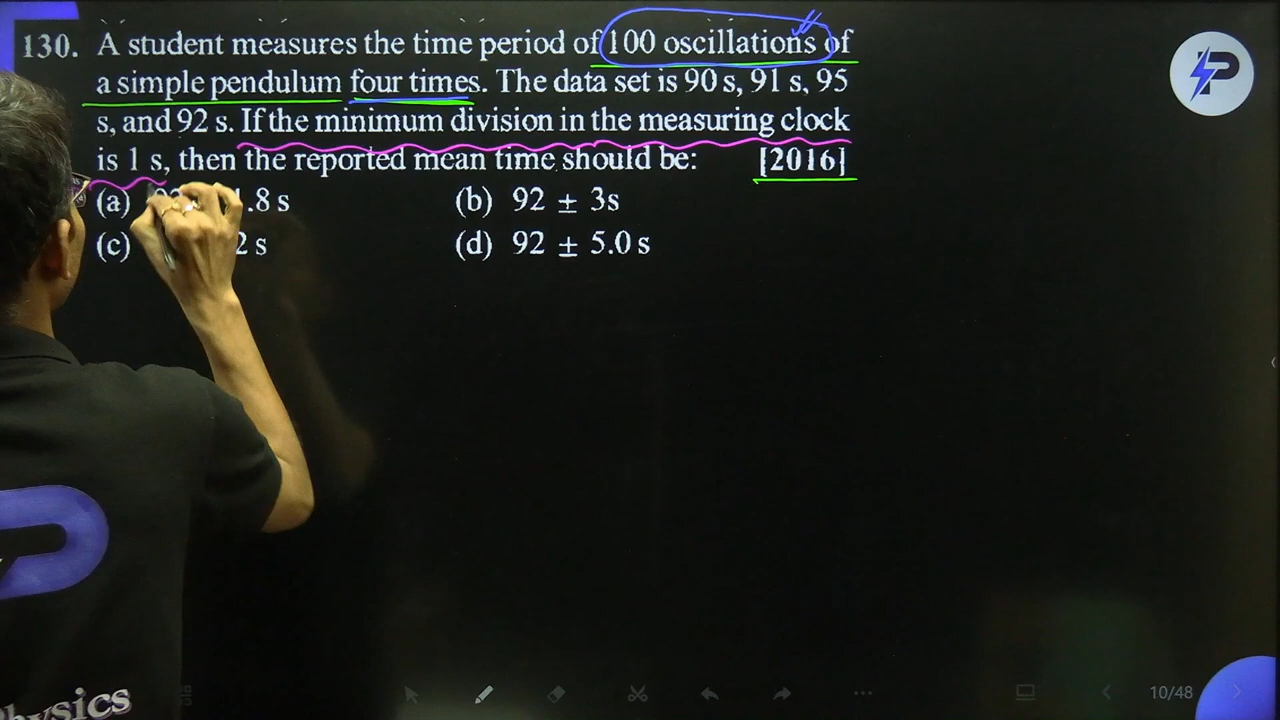 130. A student measures the time period of 100 oscillations of
a simple pendulum four times. The data set is 90 s, 91 s, 95
s, and 92 s. If the minimum division in the measuring clock
is 1 s, then the reported mean time should be: [2016]
(a) .8 s (b) 92 ± 3s
(c) 2 s (d) 92 ± 5.0 s
10/48